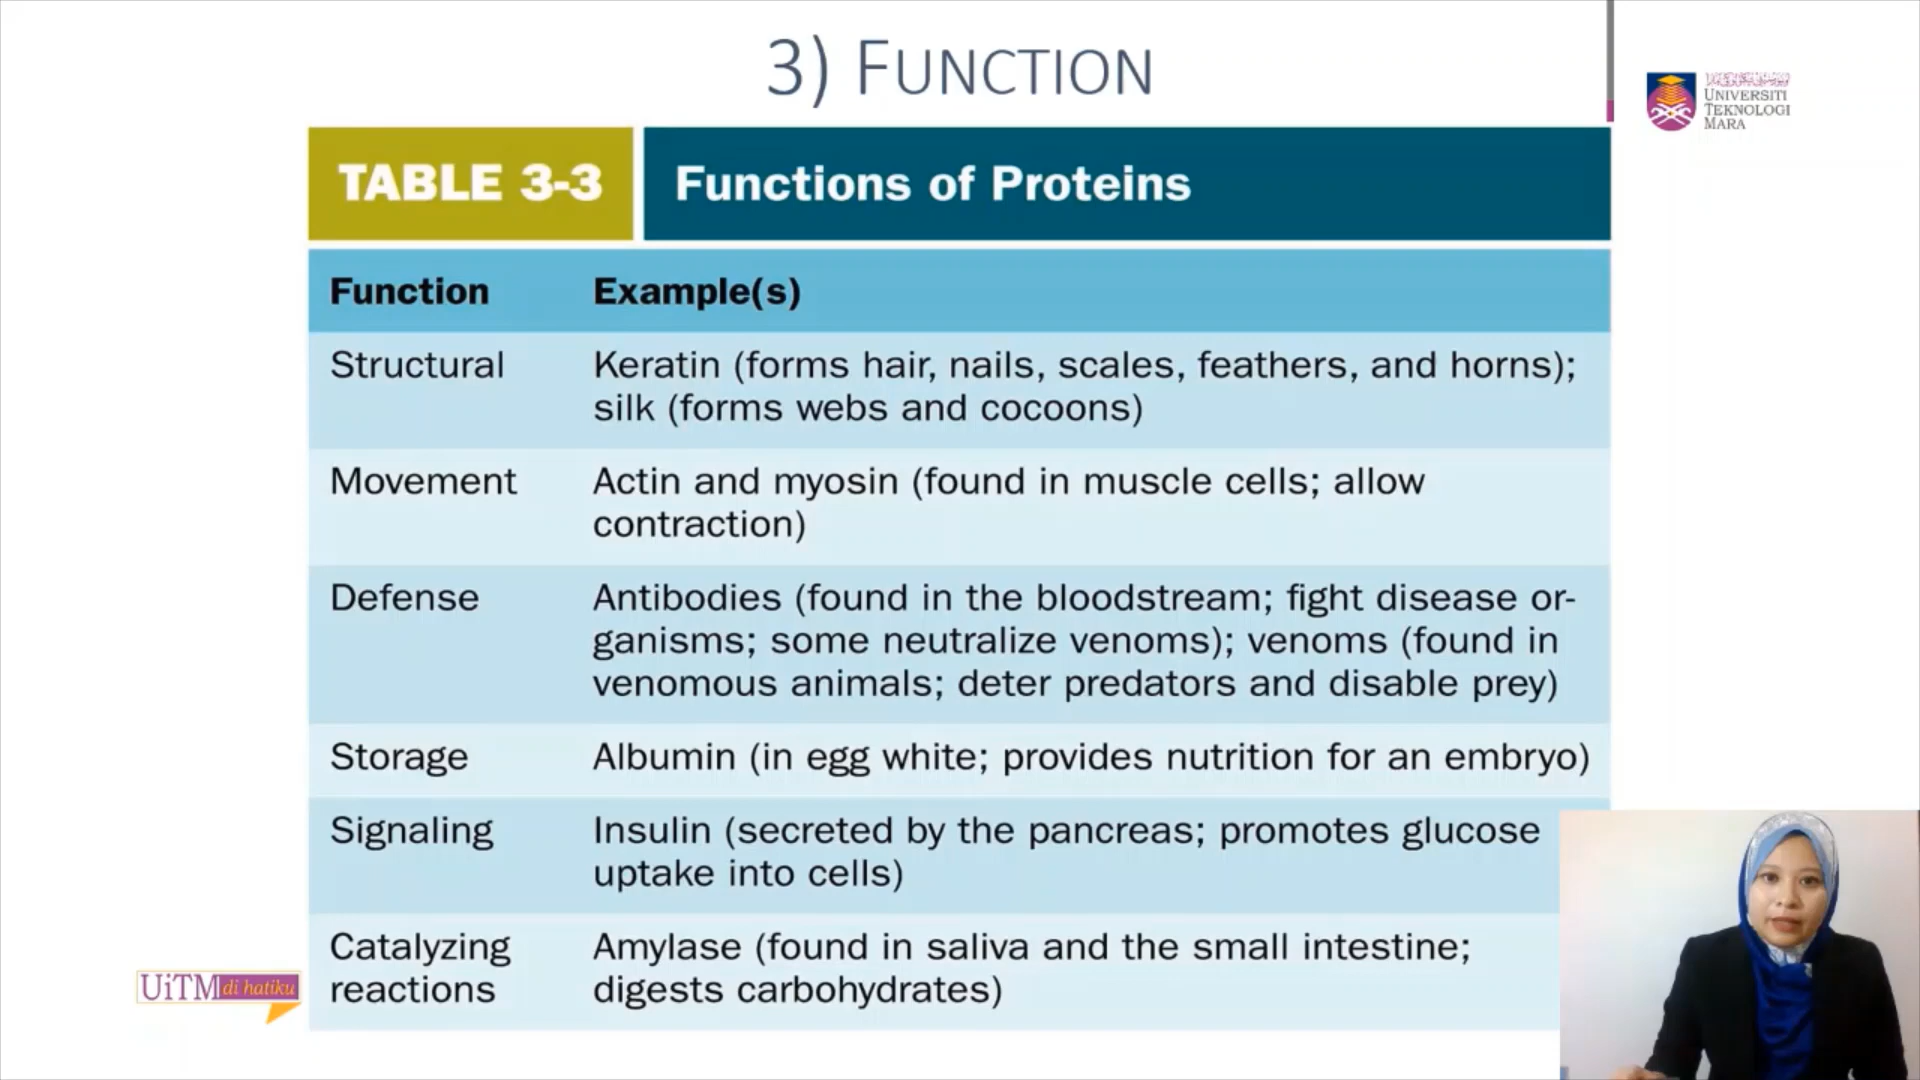 3) FUNCTION
UNIVERSITI
TEKNOLOGI
MARA
TABLE 3-3
Functions of Proteins
Function Example(s)
Structural Keratin (forms hair, nails, scales, feathers, and horns);
silk (forms webs and cocoons)
Movement Actin and myosin (found in muscle cells; allow
contraction)
Defense Antibodies (found in the bloodstream; fight disease or-
ganisms; some neutralize venoms); venoms (found in
venomous animals; deter predators and disable prey)
Storage Albumin (in egg white; provides nutrition for an embryo)
Signaling Insulin (secreted by the pancreas; promotes glucose
uptake into cells)
Catalyzing Amylase (found in saliva and the small intestine;
reactions digests carbohydrates)
UiTM di hatiku